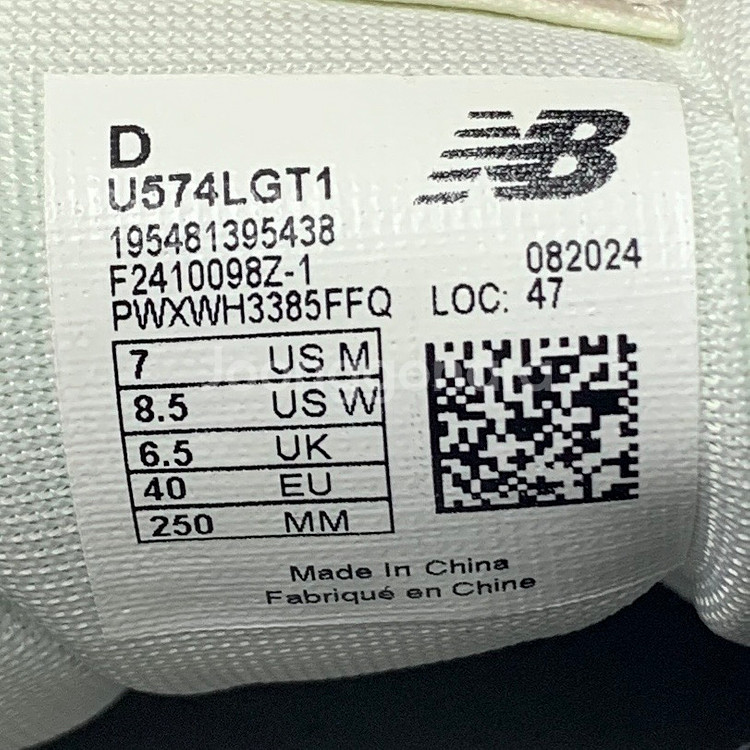 D
NB
U574LGT1
195481395438
F2410098Z-1
082024
PWXWH3385FFQ
LOC: 47
7 US M
8.5 US W
6.5 UK
40 EU
250 MM
Made In China
Fabriqué en Chine